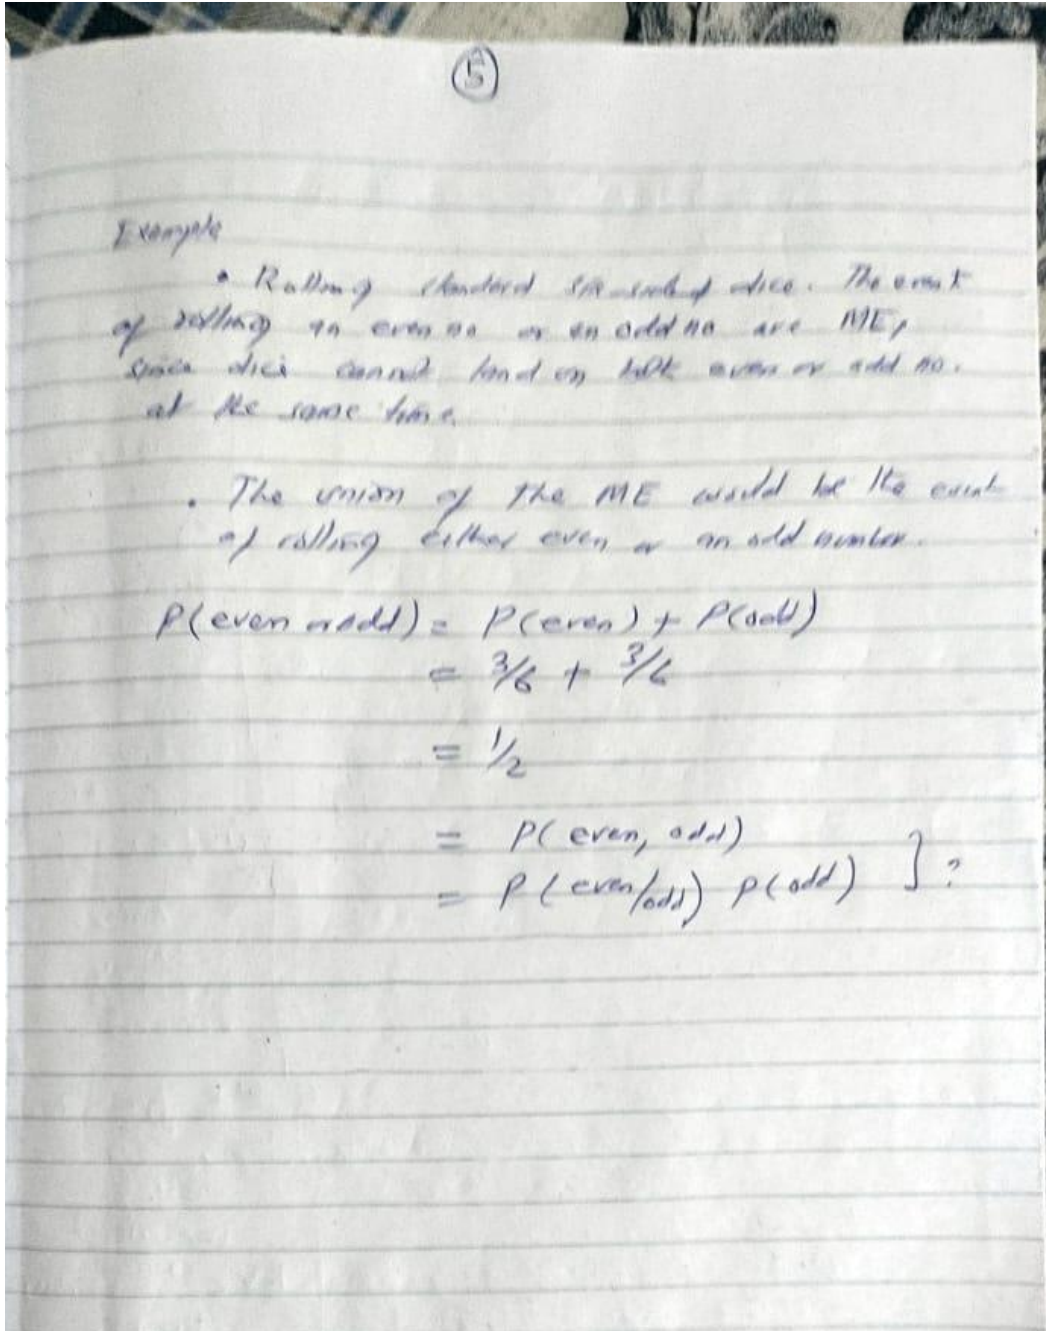 5
Example
• Rolling standard six sided dice. The event
of rolling an even no or an odd no are ME,
since dice cannot land on both even or odd no.
at the same time.
• The union of the ME would be the event
of rolling either even or an odd number.
P(even or odd) = P(even) + P(odd)
= 3/6 + 3/6
= 1/2
= P(even, odd)
= P(even/odd) P(odd) ] ?